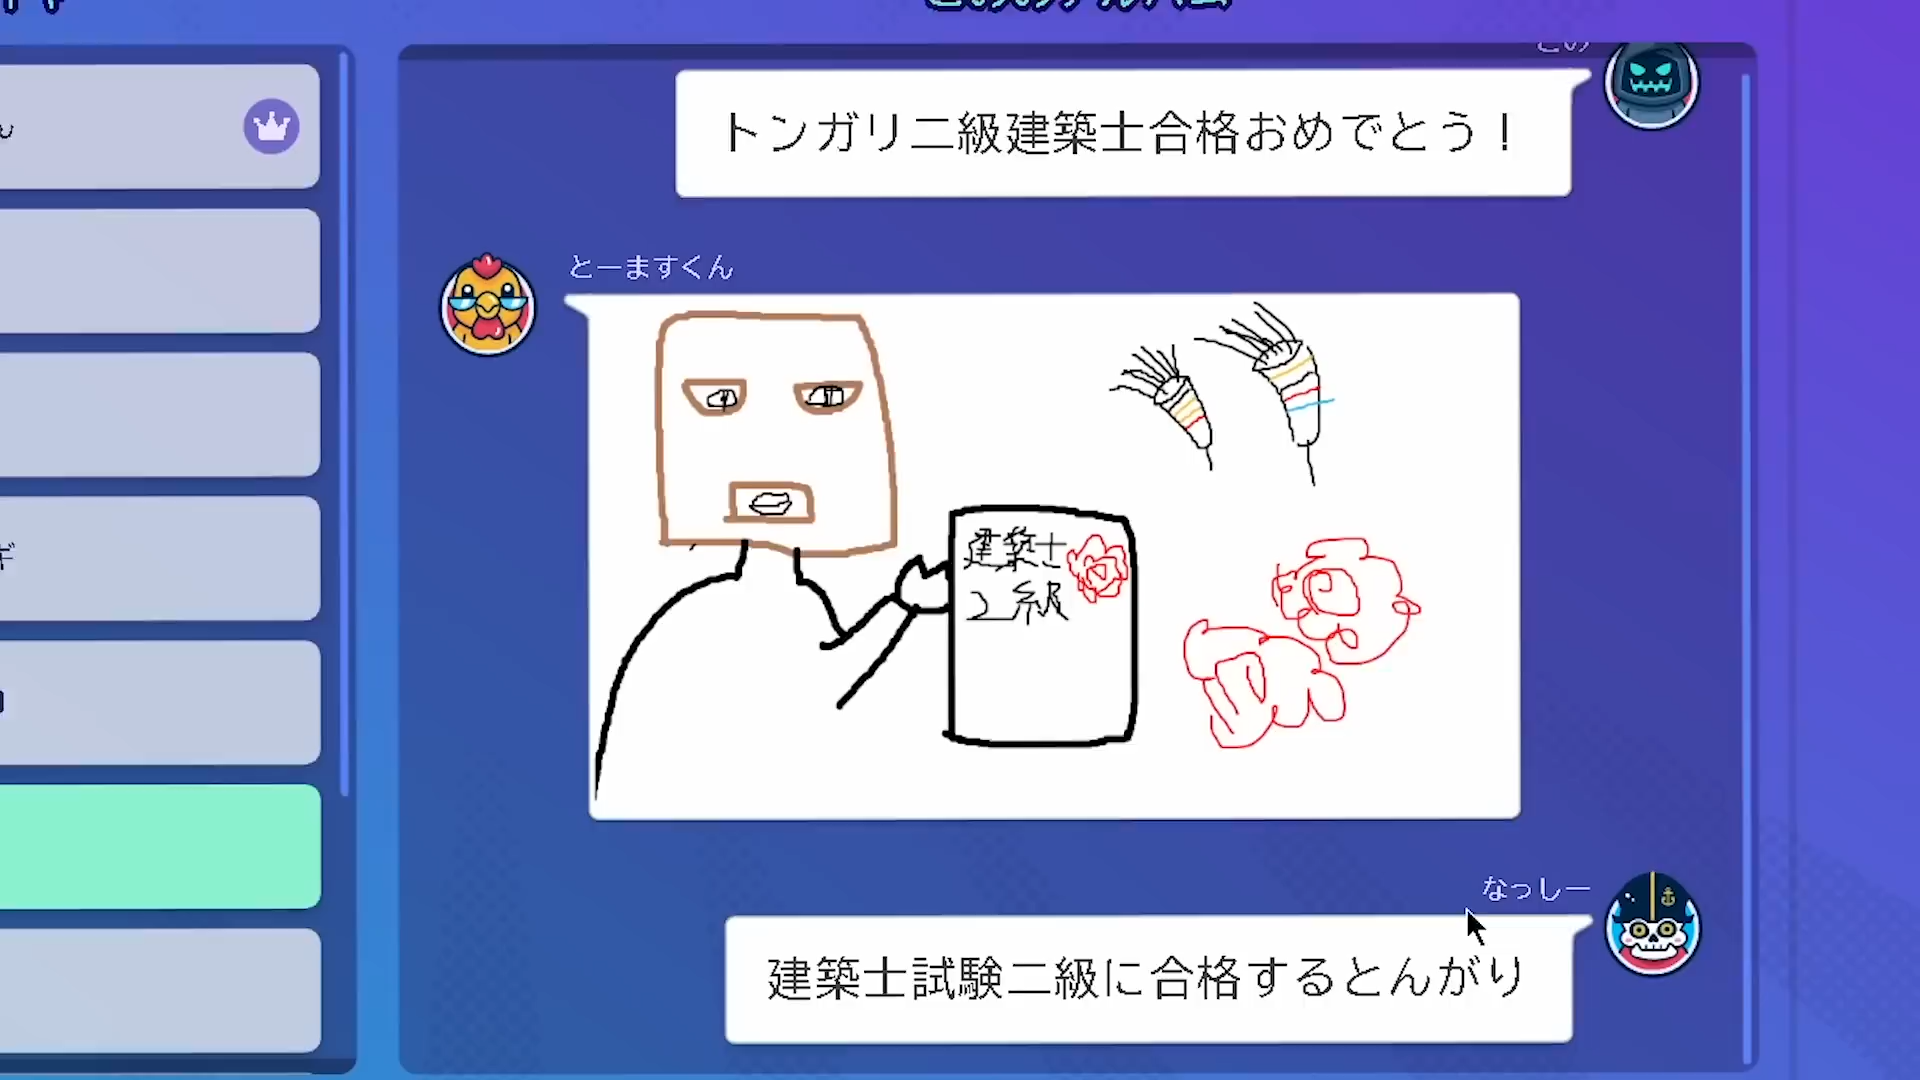 トンガリ二級建築士合格おめでとう！
とーますくん
建築士
2級
なっしー
建築士試験二級に合格するとんがり